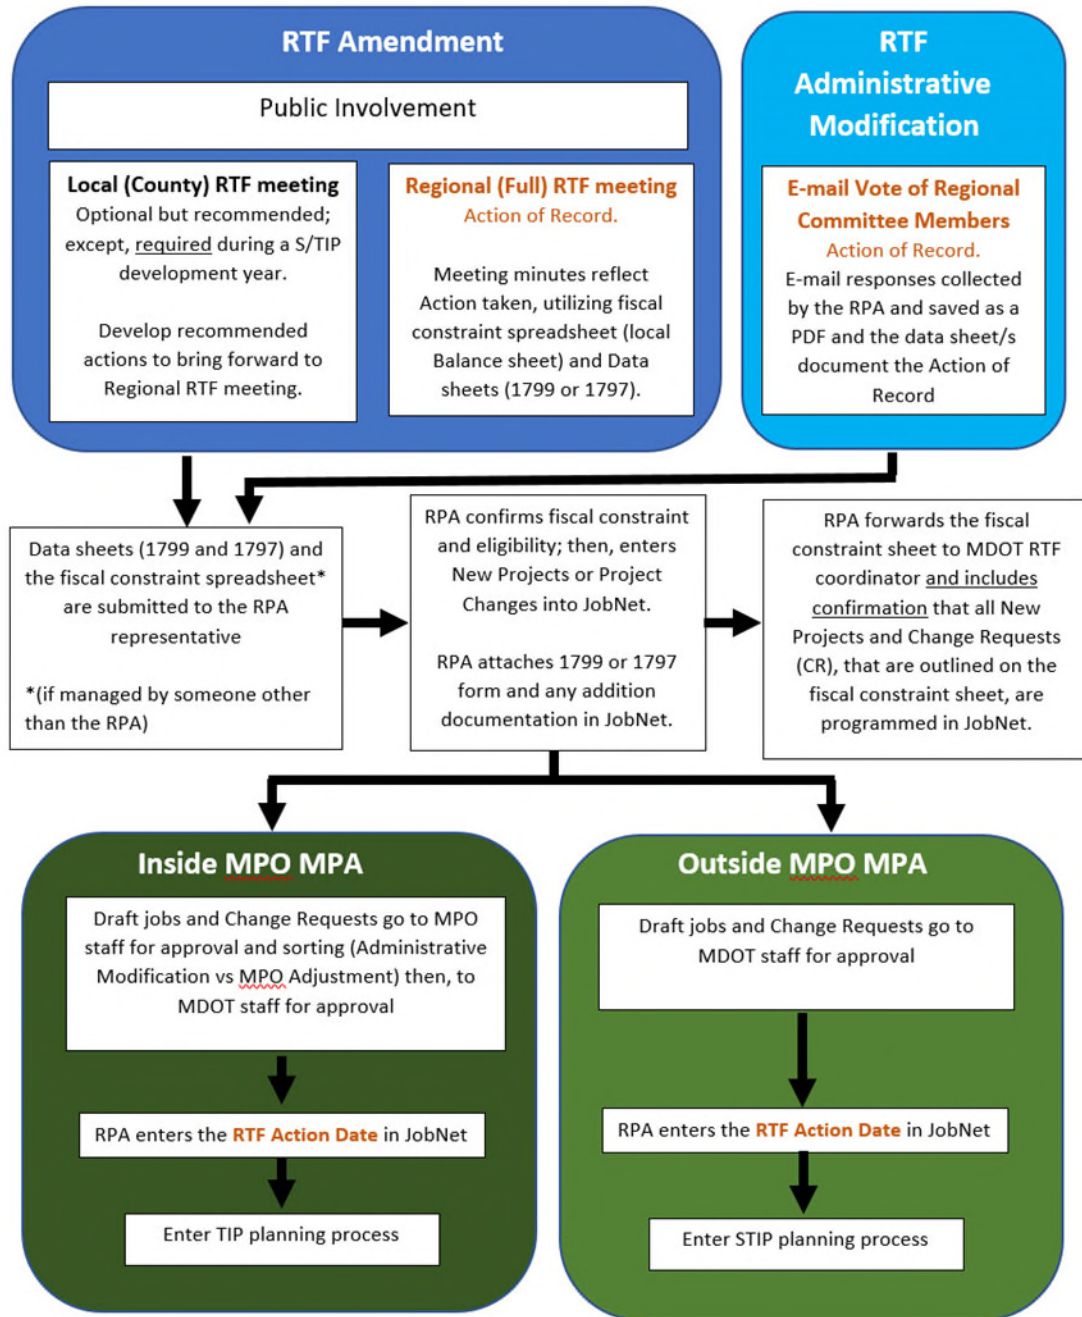 RTF Amendment
Public Involvement
Local (County) RTF meeting
Optional but recommended;
except, required during a S/TIP
development year.
Develop recommended
actions to bring forward to
Regional RTF meeting.
Regional (Full) RTF meeting
Action of Record.
Meeting minutes reflect
Action taken, utilizing fiscal
constraint spreadsheet (local
Balance sheet) and Data
sheets (1799 or 1797).
RTF
Administrative
Modification
E-mail Vote of Regional
Committee Members
Action of Record.
E-mail responses collected
by the RPA and saved as a
PDF and the data sheet/s
document the Action of
Record
Data sheets (1799 and 1797) and
the fiscal constraint spreadsheet*
are submitted to the RPA
representative
*(if managed by someone other
than the RPA)
RPA confirms fiscal constraint
and eligibility; then, enters
New Projects or Project
Changes into JobNet.
RPA attaches 1799 or 1797
form and any addition
documentation in JobNet.
RPA forwards the fiscal
constraint sheet to MDOT RTF
coordinator and includes
confirmation that all New
Projects and Change Requests
(CR), that are outlined on the
fiscal constraint sheet, are
programmed in JobNet.
Inside MPO MPA
Draft jobs and Change Requests go to MPO
staff for approval and sorting (Administrative
Modification vs MPO Adjustment) then, to
MDOT staff for approval
RPA enters the RTF Action Date in JobNet
Enter TIP planning process
Outside MPO MPA
Draft jobs and Change Requests go to
MDOT staff for approval
RPA enters the RTF Action Date in JobNet
Enter STIP planning process